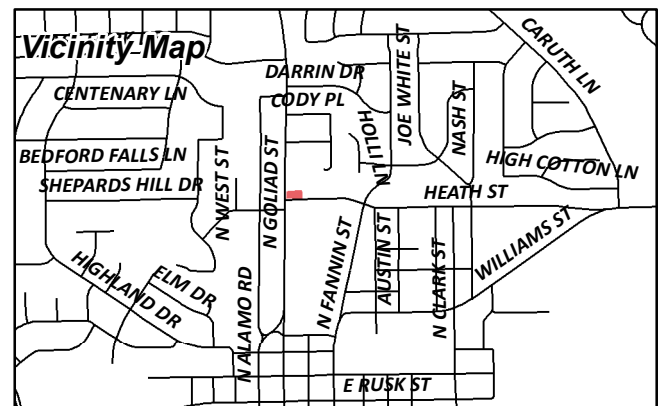 Vicinity Map
CARUTH LN
JOE WHITE ST
DARRIN DR
CENTENARY LN
CODY PL
NASH ST
HOLLI LN
BEDFORD FALLS LN
HIGH COTTON LN
SHEPARDS HILL DR
N WEST ST
N GOLIAD ST
HEATH ST
N FANNIN ST
AUSTIN ST
N CLARK ST
WILLIAMS ST
HIGHLAND DR
ELM DR
N ALAMO RD
E RUSK ST